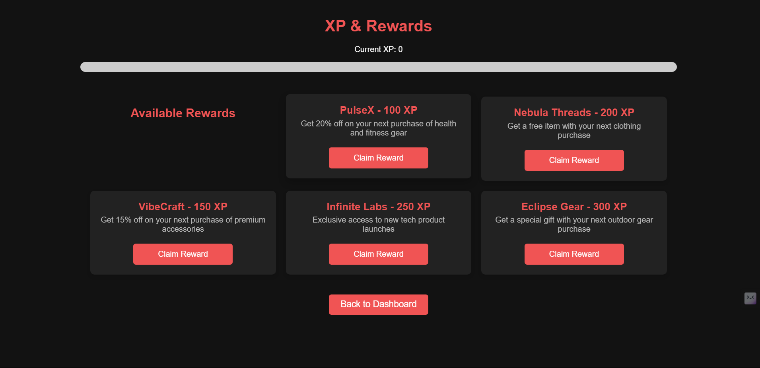 XP & Rewards
Current XP: 0
Available Rewards
PulseX - 100 XP
Get 20% off on your next purchase of health
and fitness gear
Claim Reward
Nebula Threads - 200 XP
Get a free item with your next clothing
purchase
Claim Reward
VibeCraft - 150 XP
Get 15% off on your next purchase of premium
accessories
Claim Reward
Infinite Labs - 250 XP
Exclusive access to new tech product
launches
Claim Reward
Eclipse Gear - 300 XP
Get a special gift with your next outdoor gear
purchase
Claim Reward
Back to Dashboard